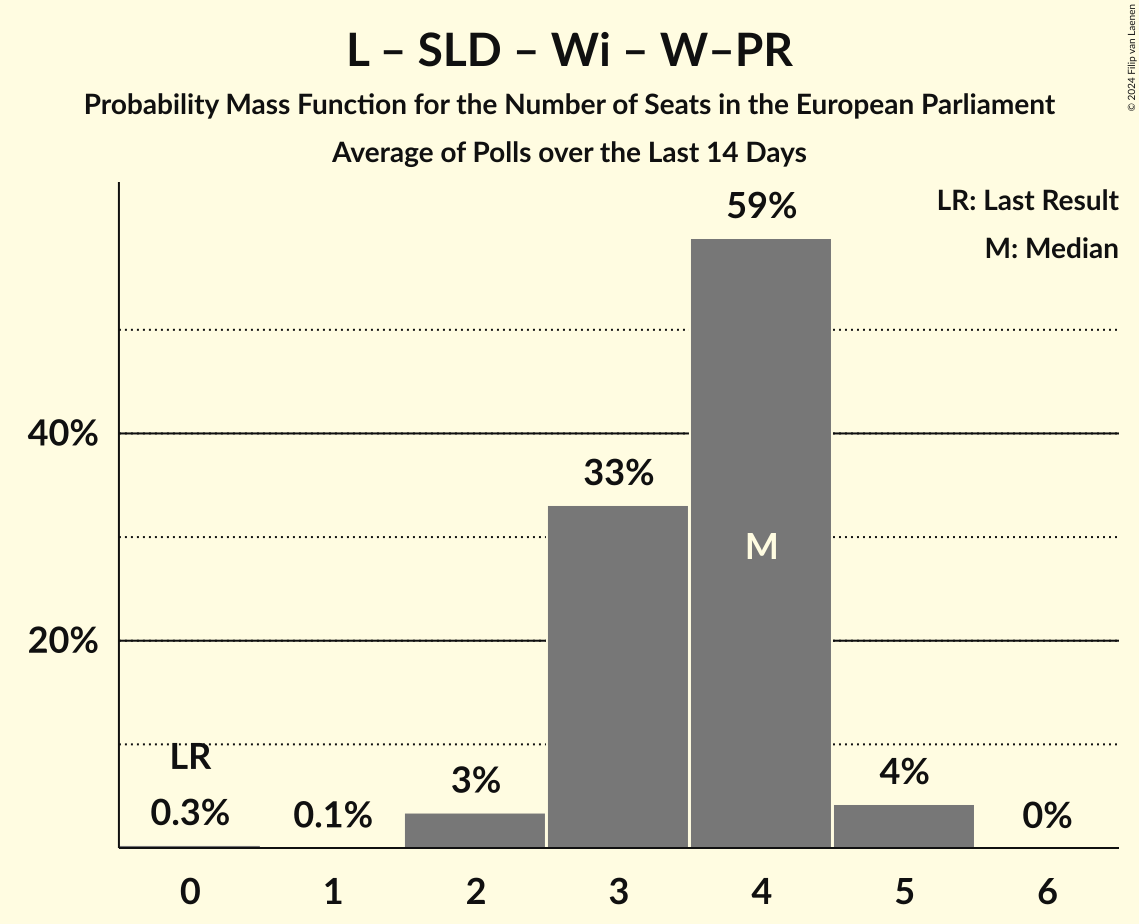 L – SLD – Wi – W–PR
Probability Mass Function for the Number of Seats in the European Parliament
Average of Polls over the Last 14 Days
© 2024 Filip van Laenen
LR: Last Result
M: Median
59%
40%
33%
M
20%
LR
0.3%
0.1%
3%
4%
0%
0 1 2 3 4 5 6